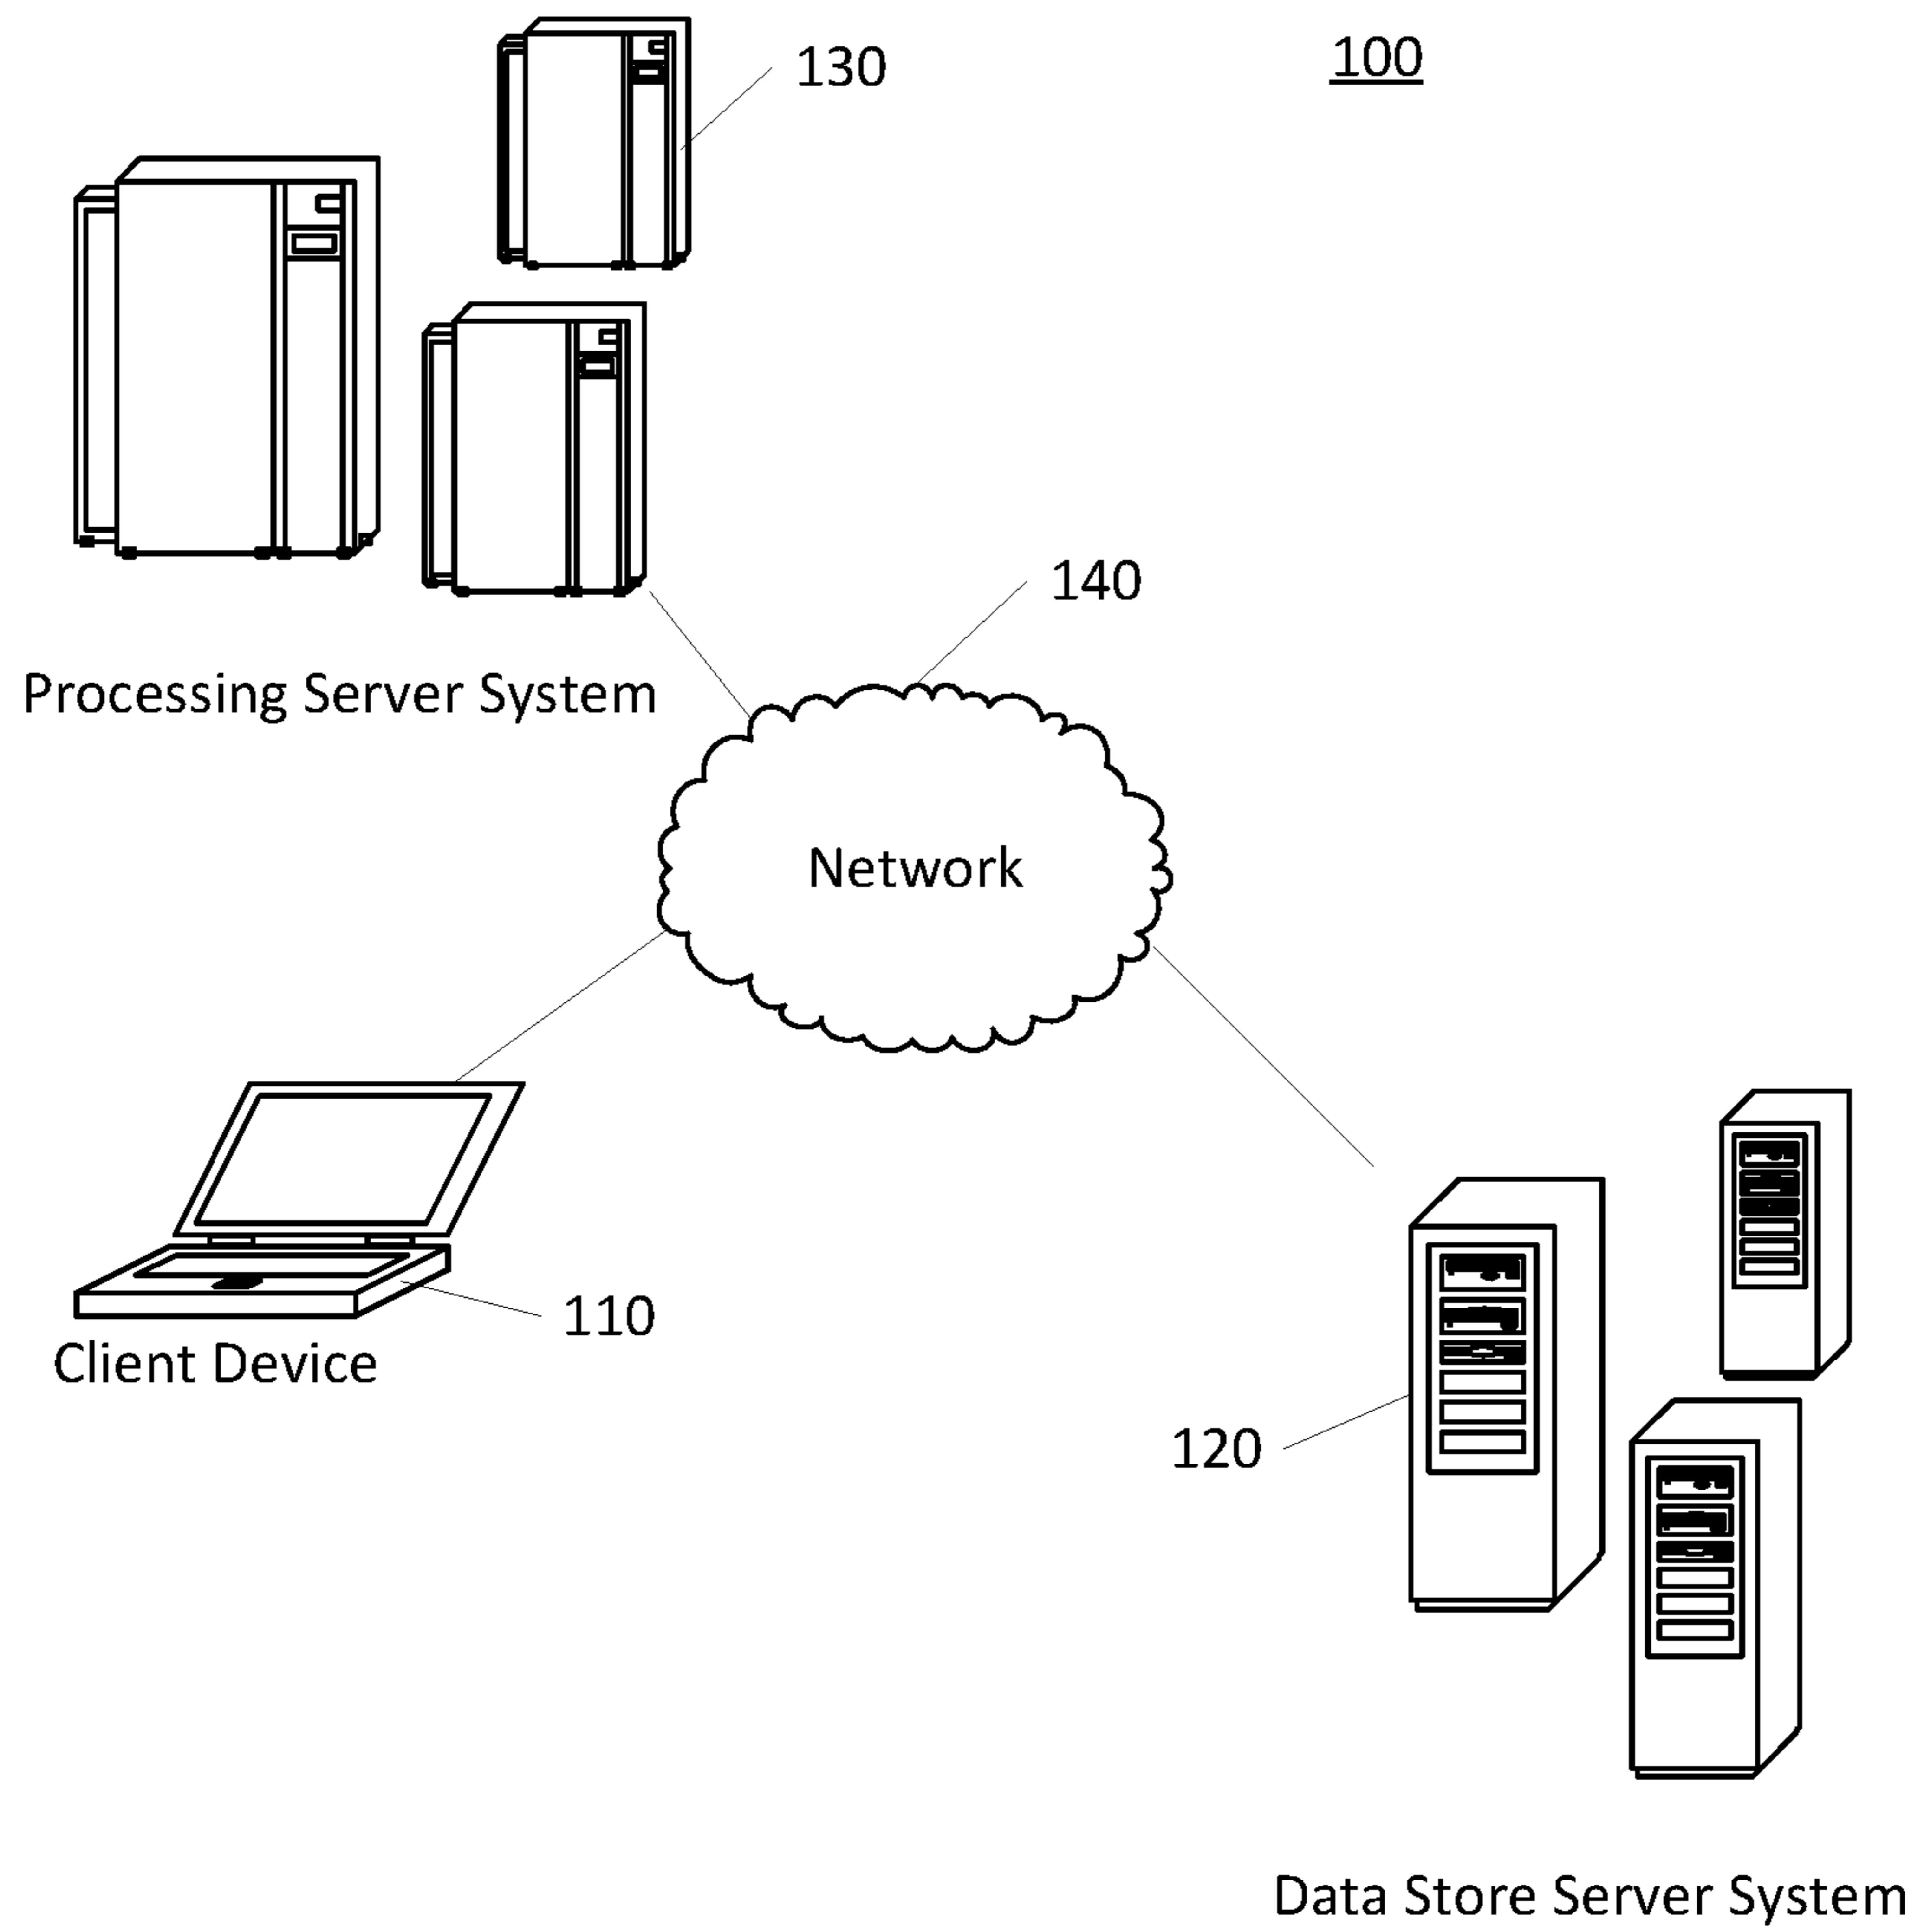 130
100
140
Processing Server System
Network
110
Client Device
120
Data Store Server System